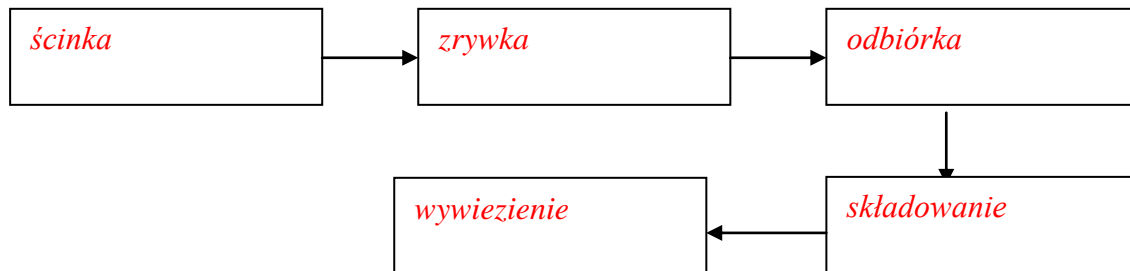 ścinka
zrywka
odbiórka
składowanie
wywiezienie